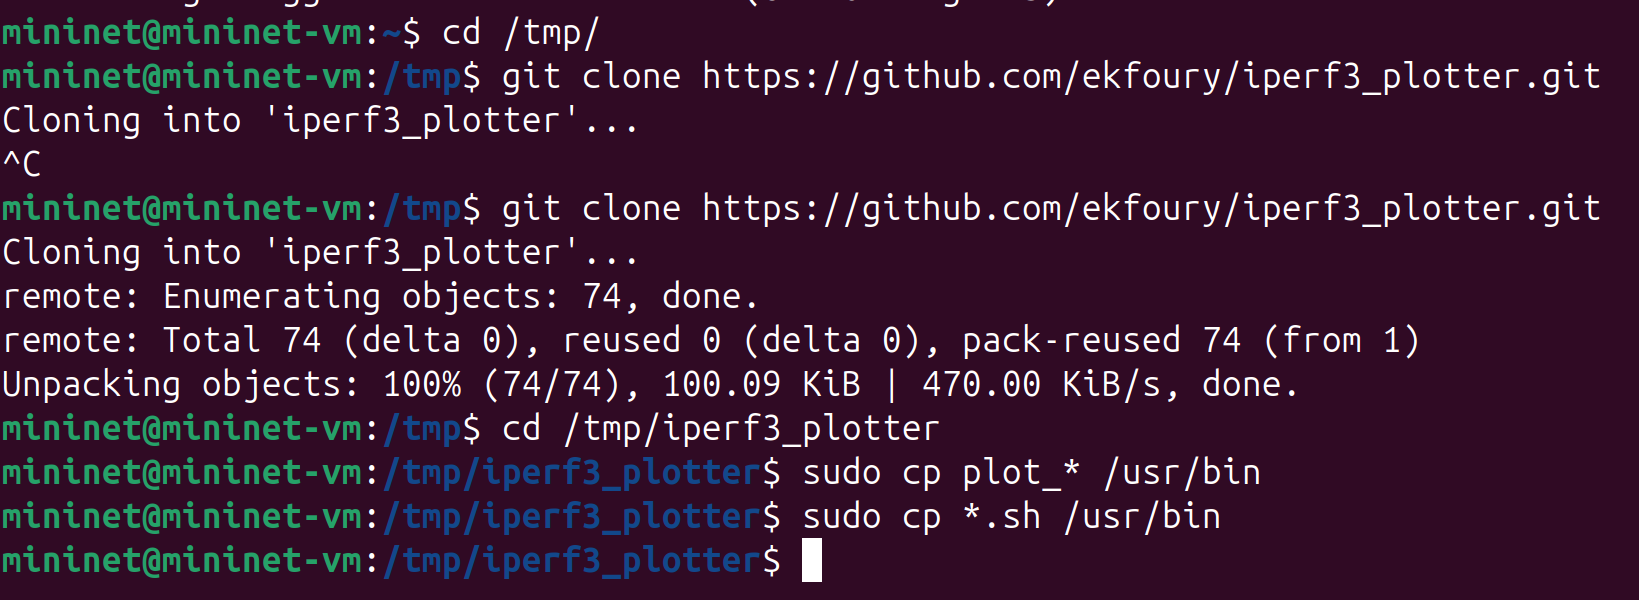 mininet@mininet-vm:~$ cd /tmp/
mininet@mininet-vm:/tmp$ git clone https://github.com/ekfoury/iperf3_plotter.git
Cloning into 'iperf3_plotter'...
^C
mininet@mininet-vm:/tmp$ git clone https://github.com/ekfoury/iperf3_plotter.git
Cloning into 'iperf3_plotter'...
remote: Enumerating objects: 74, done.
remote: Total 74 (delta 0), reused 0 (delta 0), pack-reused 74 (from 1)
Unpacking objects: 100% (74/74), 100.09 KiB | 470.00 KiB/s, done.
mininet@mininet-vm:/tmp$ cd /tmp/iperf3_plotter
mininet@mininet-vm:/tmp/iperf3_plotter$ sudo cp plot_* /usr/bin
mininet@mininet-vm:/tmp/iperf3_plotter$ sudo cp *.sh /usr/bin
mininet@mininet-vm:/tmp/iperf3_plotter$